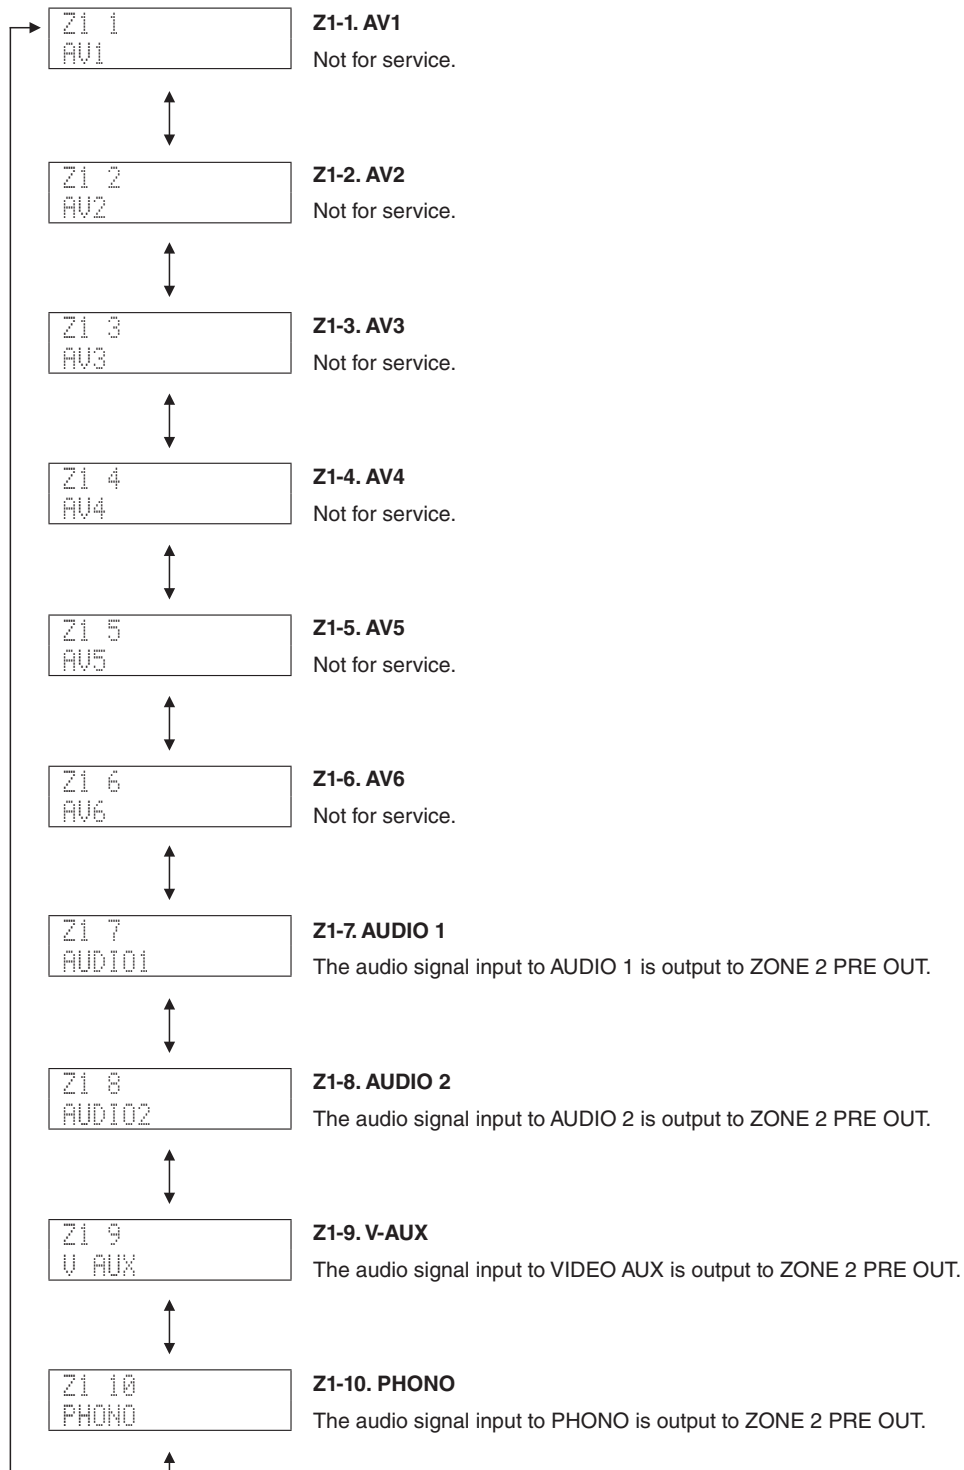 Z1 1
AV1
Z1-1. AV1
Not for service.
Z1 2
AV2
Z1-2. AV2
Not for service.
Z1 3
AV3
Z1-3. AV3
Not for service.
Z1 4
AV4
Z1-4. AV4
Not for service.
Z1 5
AV5
Z1-5. AV5
Not for service.
Z1 6
AV6
Z1-6. AV6
Not for service.
Z1 7
AUDIO1
Z1-7. AUDIO 1
The audio signal input to AUDIO 1 is output to ZONE 2 PRE OUT.
Z1 8
AUDIO2
Z1-8. AUDIO 2
The audio signal input to AUDIO 2 is output to ZONE 2 PRE OUT.
Z1 9
V AUX
Z1-9. V-AUX
The audio signal input to VIDEO AUX is output to ZONE 2 PRE OUT.
Z1 10
PHONO
Z1-10. PHONO
The audio signal input to PHONO is output to ZONE 2 PRE OUT.